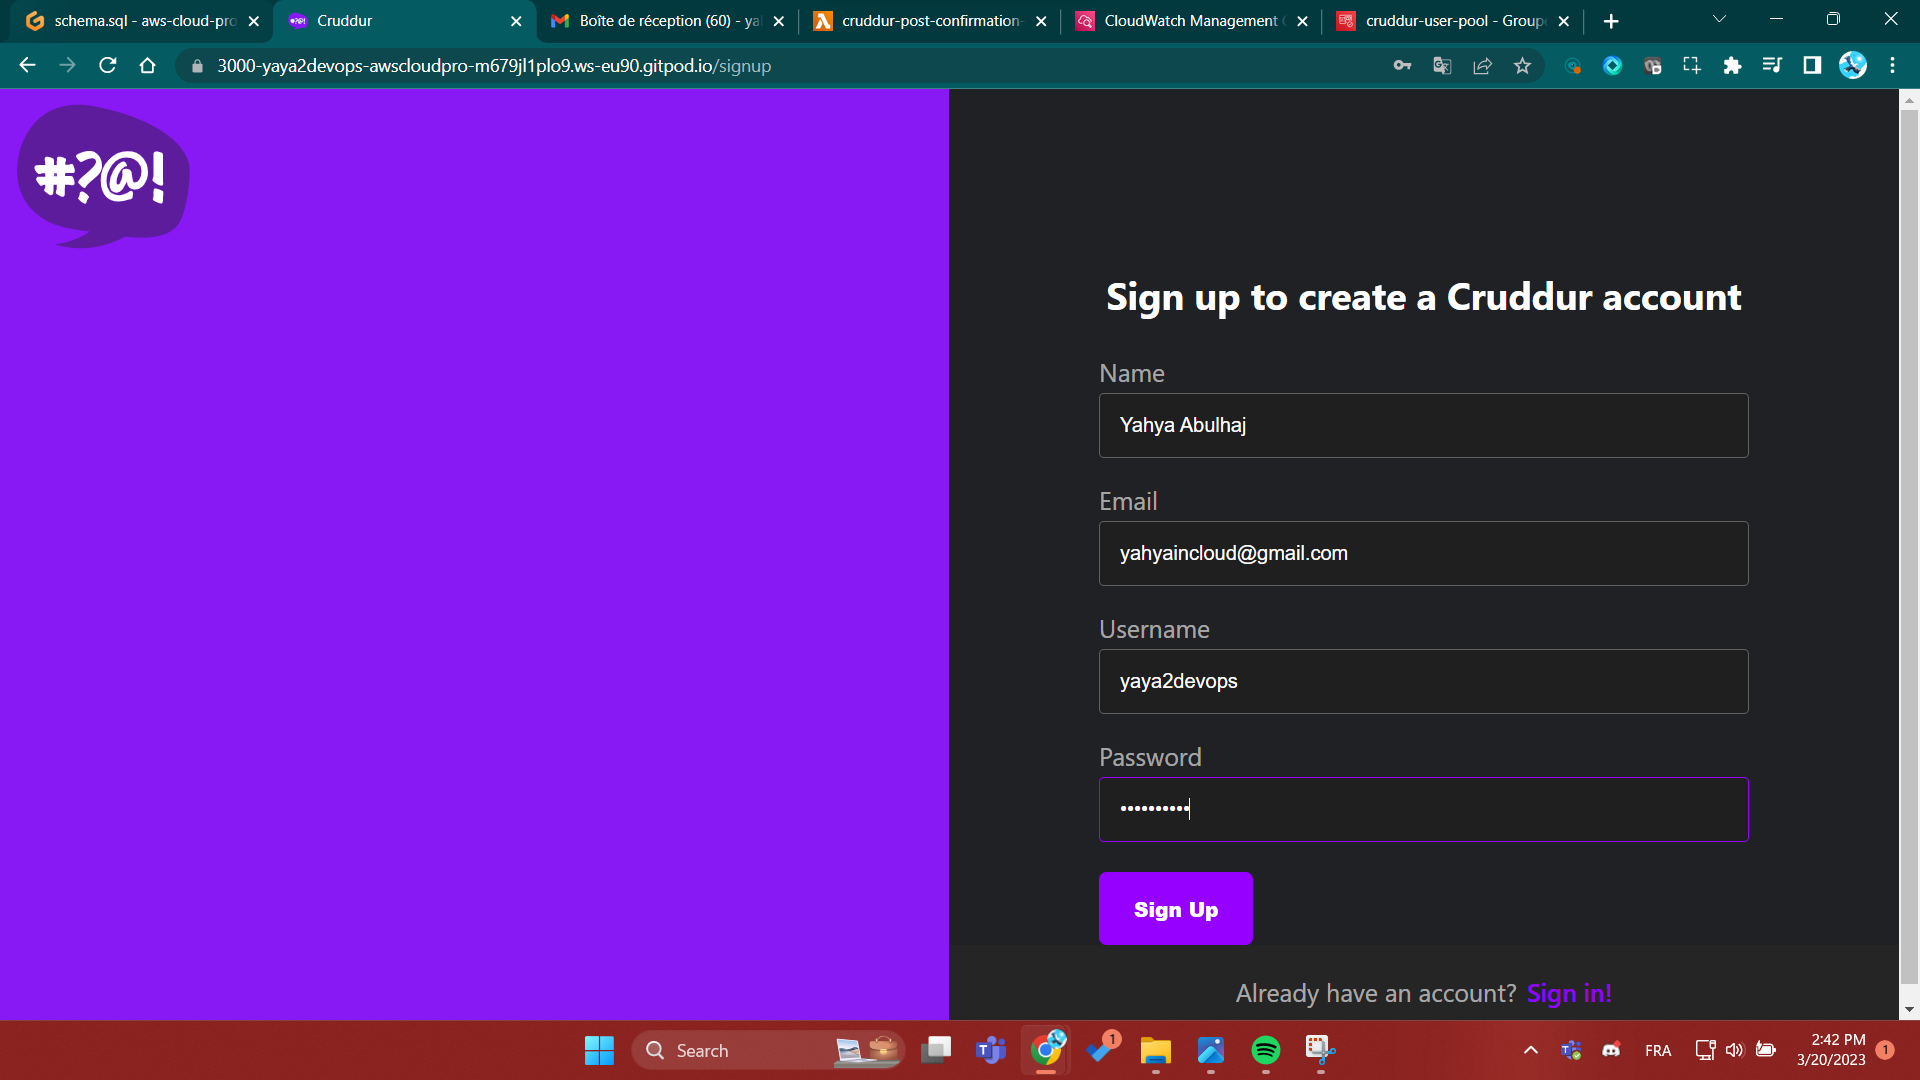 schema.sql - aws-cloud-pro
Cruddur
Boîte de réception (60) - ya
cruddur-post-confirmation-
CloudWatch Management
cruddur-user-pool - Groupe
3000-yaya2devops-awscloudpro-m679jl1plo9.ws-eu90.gitpod.io/signup
#?@!
Sign up to create a Cruddur account
Name
Yahya Abulhaj
Email
yahyaincloud@gmail.com
Username
yaya2devops
Password
••••••••••
Sign Up
Already have an account? Sign in!
Search
1
FRA
2:42 PM
3/20/2023
1